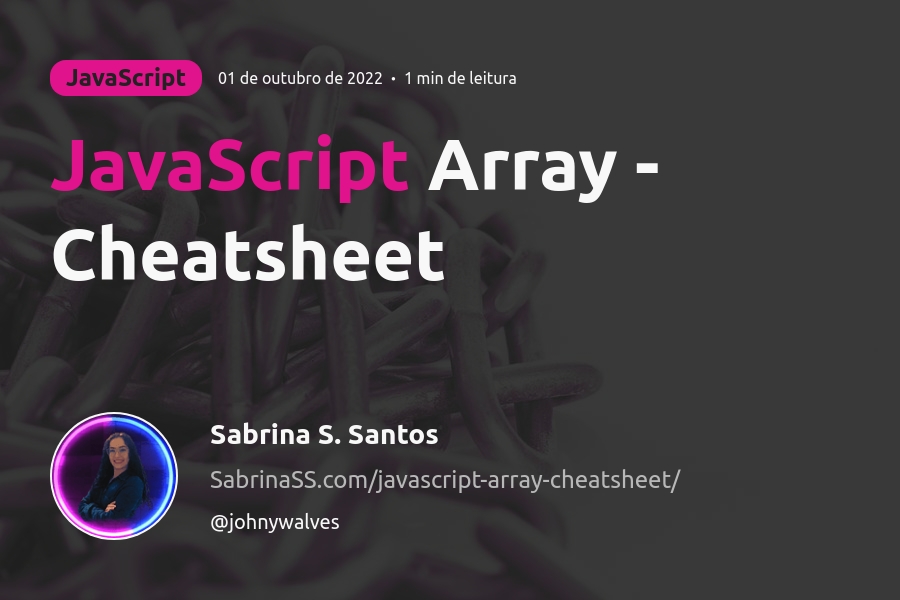 JavaScript 01 de outubro de 2022 • 1 min de leitura
JavaScript Array -
Cheatsheet
Sabrina S. Santos
SabrinaSS.com/javascript-array-cheatsheet/
@johnywalves